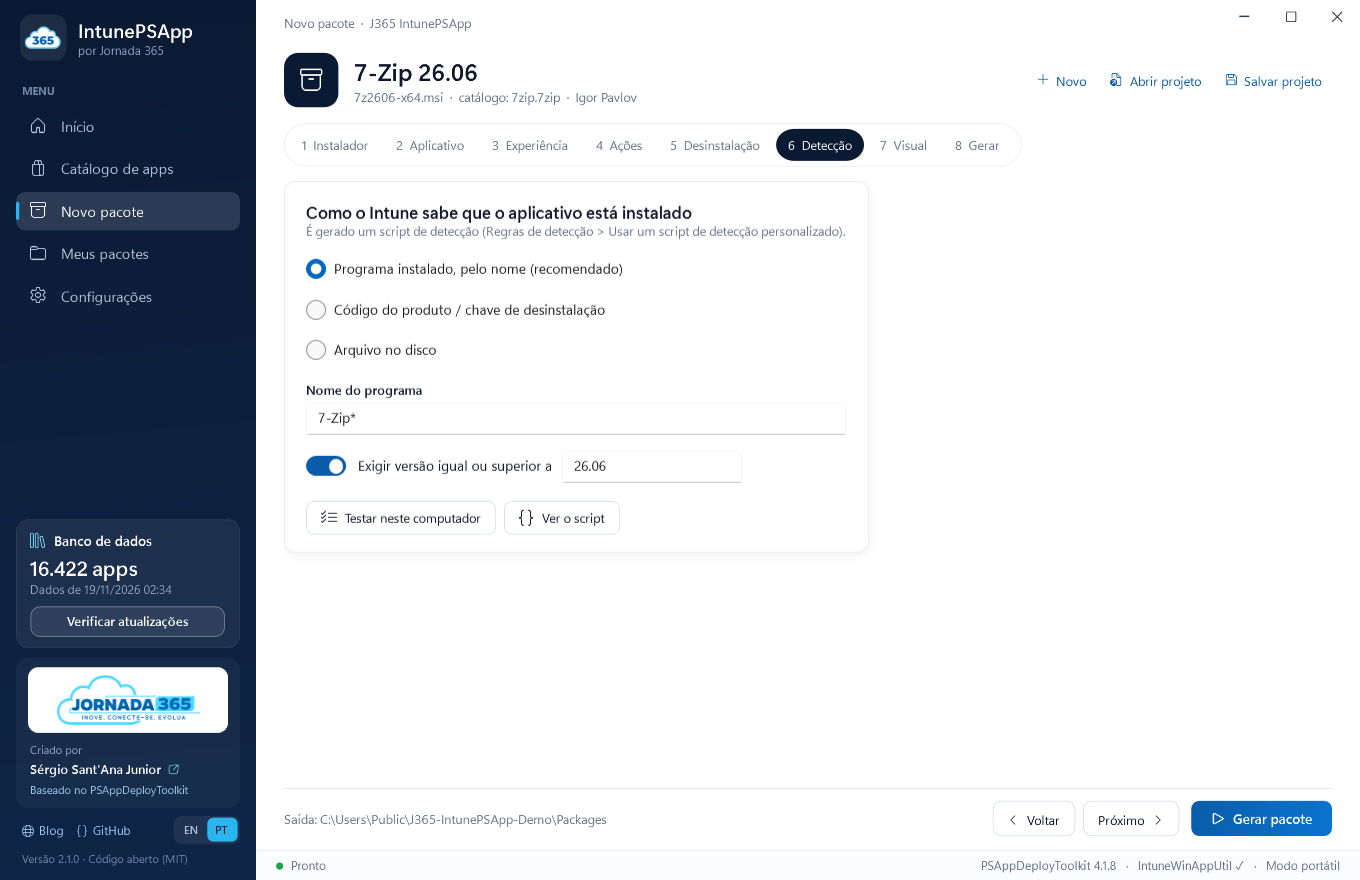 365
IntunePSApp
por Jornada 365
MENU
Início
Catálogo de apps
Novo pacote
Meus pacotes
Configurações
Banco de dados
16.422 apps
Dados de 19/11/2026 02:34
Verificar atualizações
JORNADA 365
INOVE. CONECTE-SE. EVOLUA
Criado por
Sérgio Sant'Ana Junior
Baseado no PSAppDeployToolkit
Blog {} GitHub EN PT
Versão 2.1.0 · Código aberto (MIT)
Novo pacote · J365 IntunePSApp
7-Zip 26.06
7z2606-x64.msi · catálogo: 7zip.7zip · Igor Pavlov
+ Novo Abrir projeto Salvar projeto
1 Instalador 2 Aplicativo 3 Experiência 4 Ações 5 Desinstalação 6 Detecção 7 Visual 8 Gerar
Como o Intune sabe que o aplicativo está instalado
É gerado um script de detecção (Regras de detecção > Usar um script de detecção personalizado).
Programa instalado, pelo nome (recomendado)
Código do produto / chave de desinstalação
Arquivo no disco
Nome do programa
7-Zip*
Exigir versão igual ou superior a 26.06
Testar neste computador {} Ver o script
Saída: C:\Users\Public\J365-IntunePSApp-Demo\Packages
Voltar Próximo Gerar pacote
Pronto
PSAppDeployToolkit 4.1.8 · IntuneWinAppUtil ✓ · Modo portátil